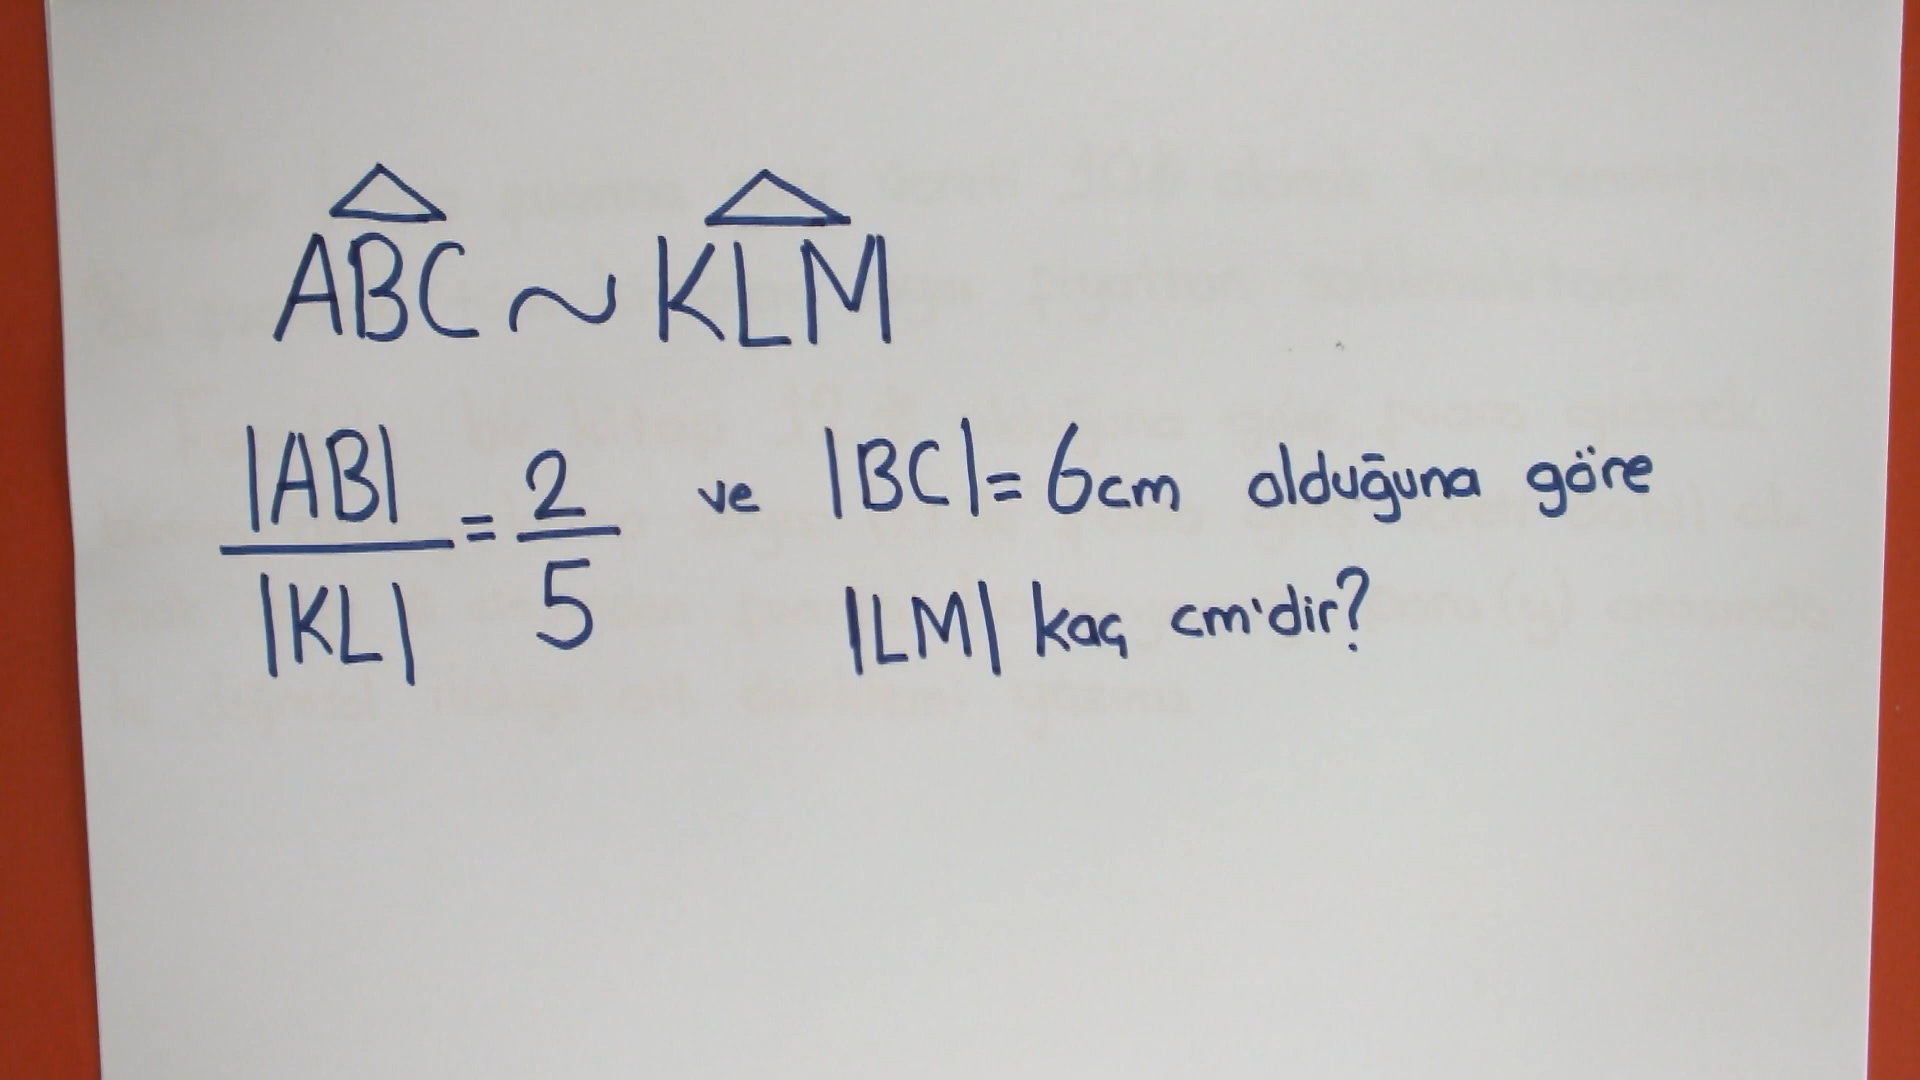 ABC ~ KLM
|AB| / |KL| = 2/5 ve |BC| = 6cm olduğuna göre
|LM| kaç cm'dir?